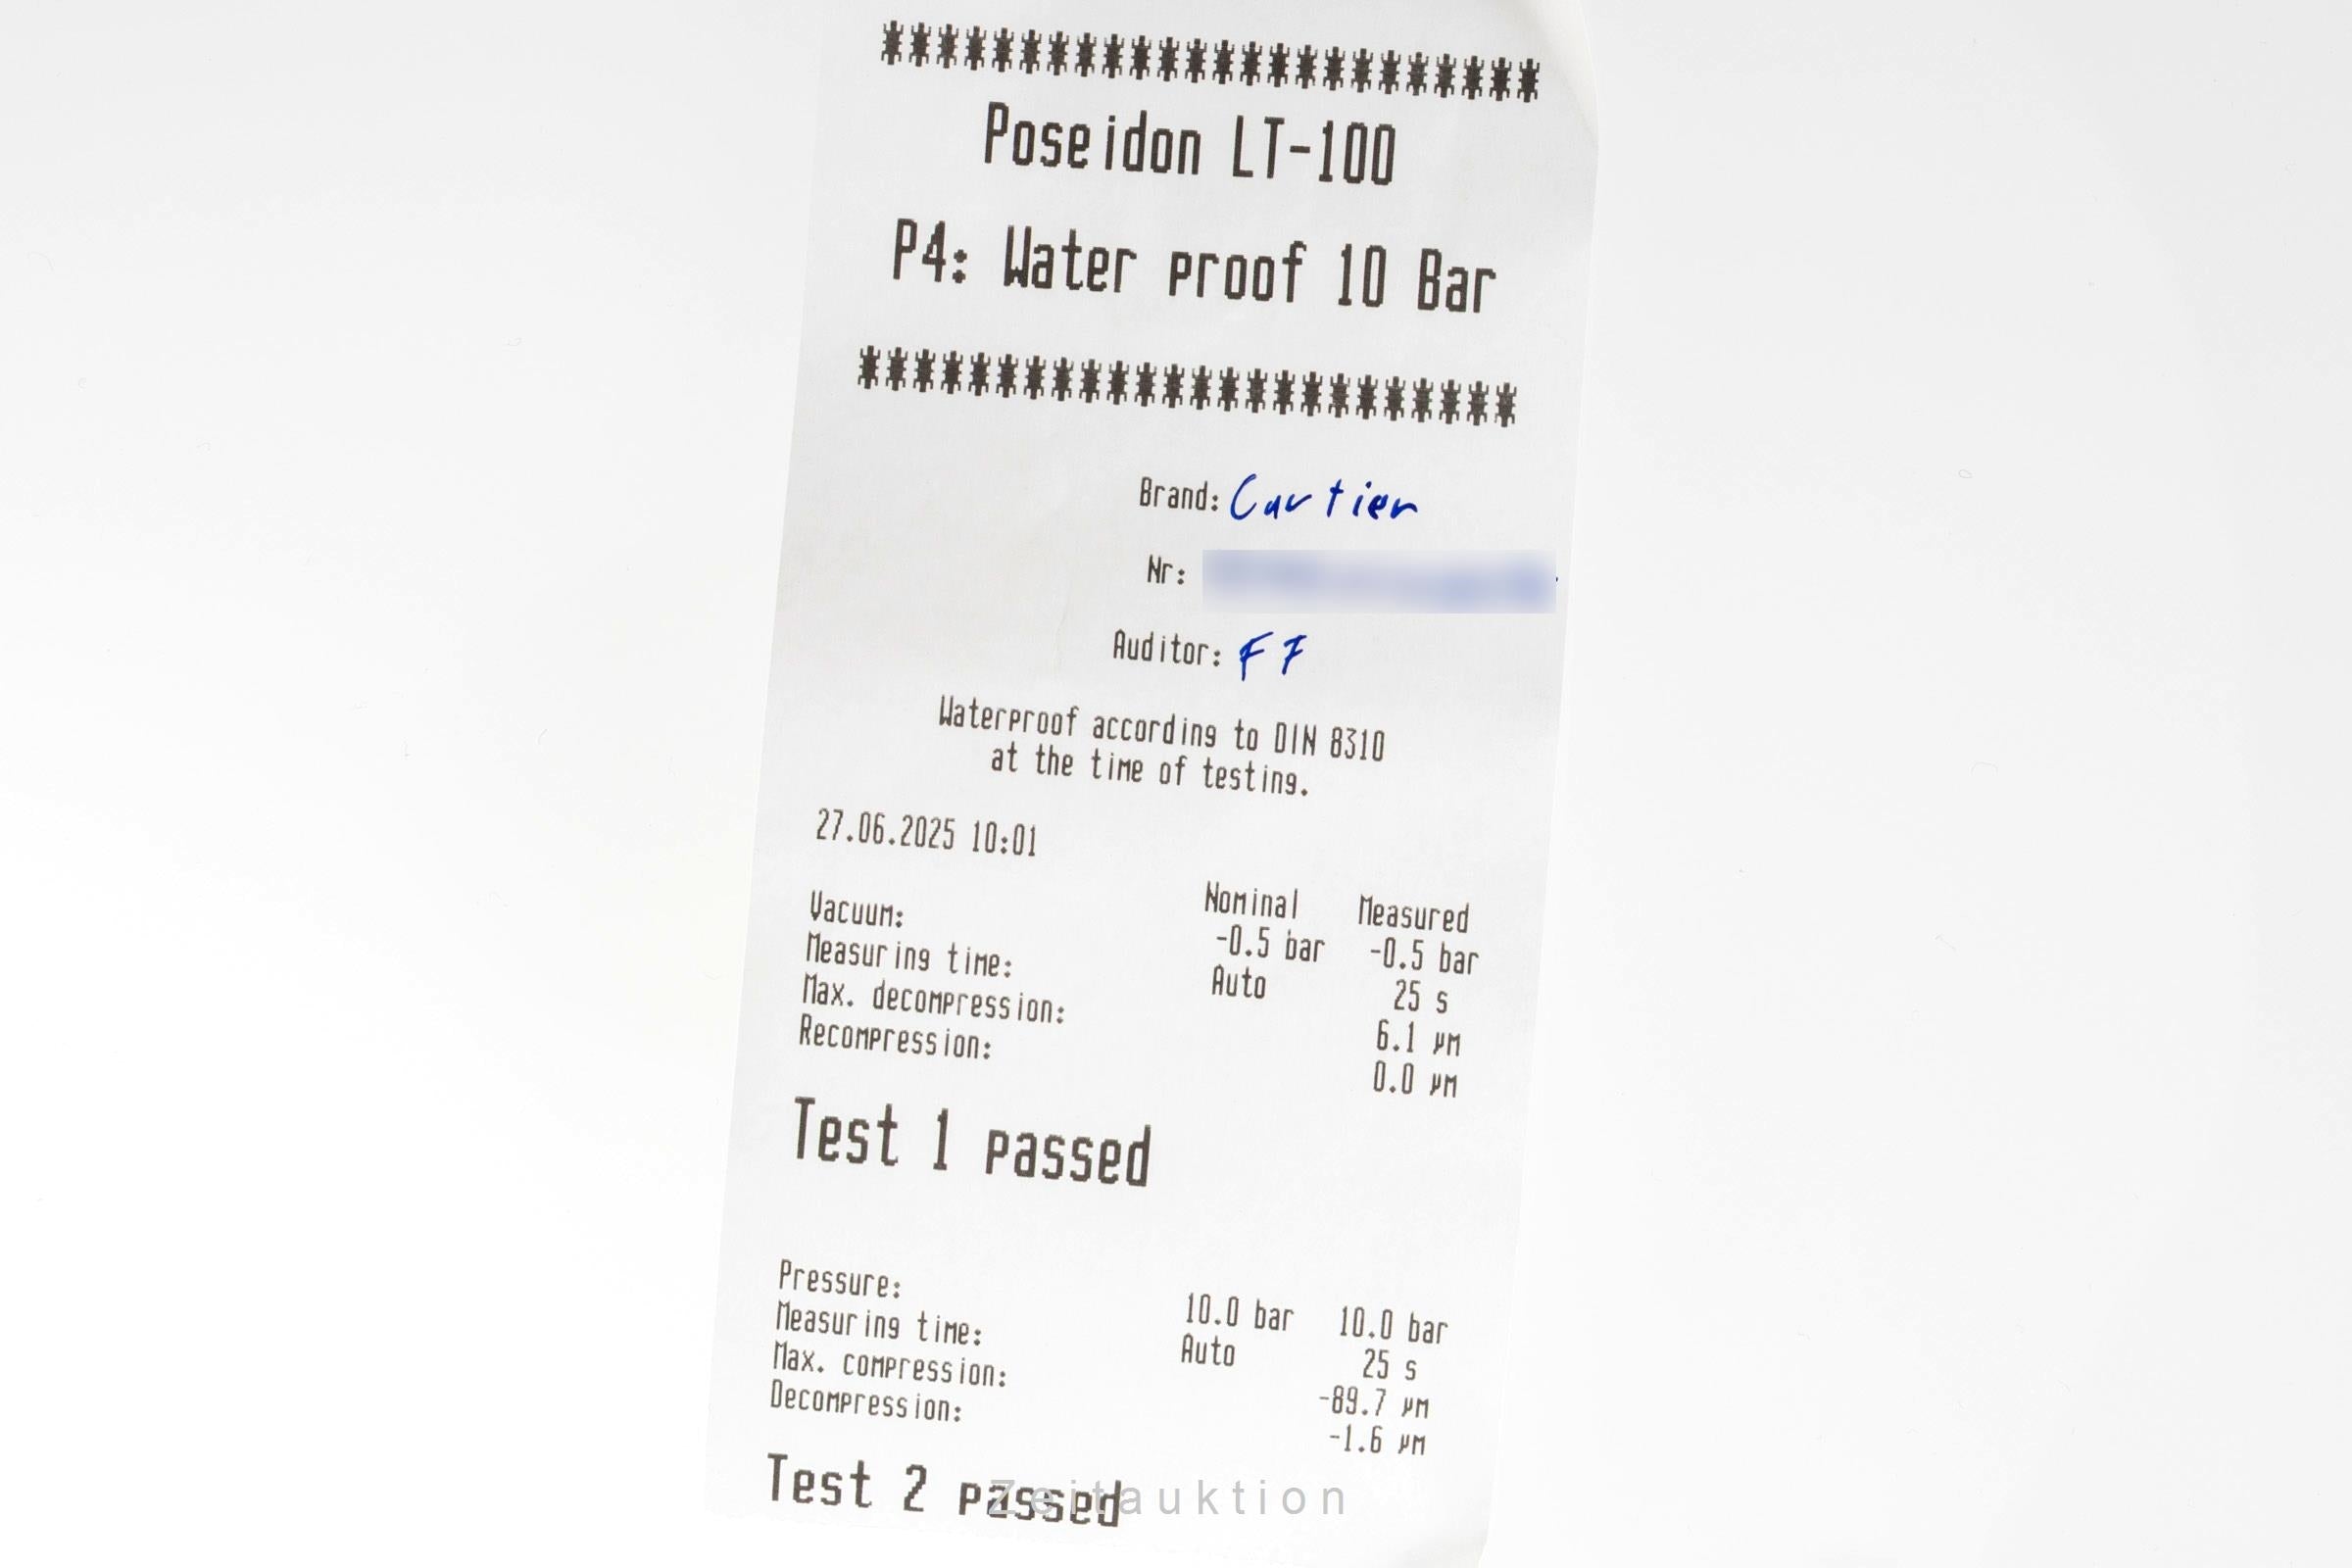 ************************
Poseidon LT-100
P4: Water proof 10 Bar
************************
Brand: Cartier
Nr:
Auditor: FF
Waterproof according to DIN 8310
at the time of testing.
27.06.2025 10:01
Nominal Measured
Vacuum: -0.5 bar -0.5 bar
Measuring time: Auto 25 s
Max. decompression: 6.1 µm
Recompression: 0.0 µm
Test 1 passed
Pressure: 10.0 bar 10.0 bar
Measuring time: Auto 25 s
Max. compression: -89.7 µm
Decompression: -1.6 µm
Test 2 passed
Zeitauktion